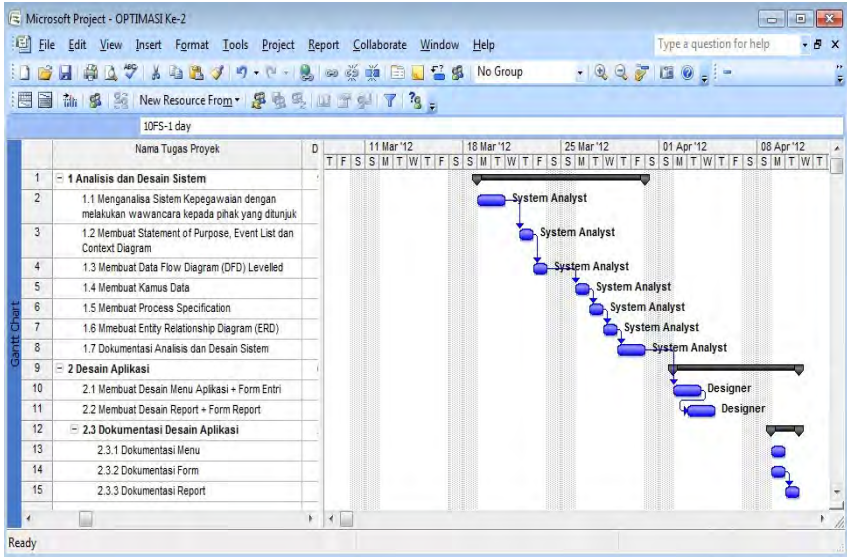 Microsoft Project - OPTIMASI Ke-2
File Edit View Insert Format Tools Project Report Collaborate Window Help
Type a question for help
No Group
New Resource From
10FS-1 day
Nama Tugas Proyek D
11 Mar '12 18 Mar '12 25 Mar '12 01 Apr '12 08 Apr '12
T F S S M T W T F S S M T W T F S S M T W T F S S M T W T F S S M T W T
1 1 Analisis dan Desain Sistem
2 1.1 Menganalisa Sistem Kepegawaian dengan
melakukan wawancara kepada pihak yang ditunjuk
System Analyst
3 1.2 Membuat Statement of Purpose, Event List dan
Context Diagram
System Analyst
4 1.3 Membuat Data Flow Diagram (DFD) Levelled System Analyst
5 1.4 Membuat Kamus Data System Analyst
6 1.5 Membuat Process Specification System Analyst
7 1.6 Mmebuat Entity Relationship Diagram (ERD) System Analyst
8 1.7 Dokumentasi Analisis dan Desain Sistem System Analyst
9 2 Desain Aplikasi
10 2.1 Membuat Desain Menu Aplikasi + Form Entri Designer
11 2.2 Membuat Desain Report + Form Report Designer
12 2.3 Dokumentasi Desain Aplikasi
13 2.3.1 Dokumentasi Menu
14 2.3.2 Dokumentasi Form
15 2.3.3 Dokumentasi Report
Gantt Chart
Ready